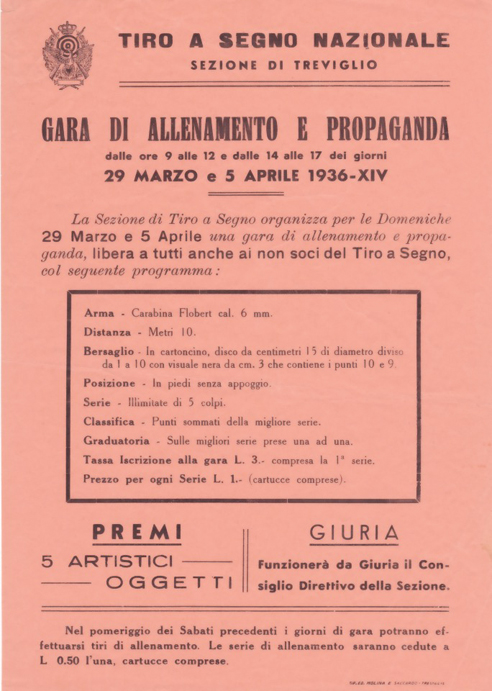 TIRO A SEGNO NAZIONALE
SEZIONE DI TREVIGLIO
GARA DI ALLENAMENTO E PROPAGANDA
dalle ore 9 alle 12 e dalle 14 alle 17 dei giorni
29 MARZO e 5 APRILE 1936-XIV
La Sezione di Tiro a Segno organizza per le Domeniche
29 Marzo e 5 Aprile una gara di allenamento e propa-
ganda, libera a tutti anche ai non soci del Tiro a Segno,
col seguente programma:
Arma - Carabina Flobert cal. 6 mm.
Distanza - Metri 10.
Bersaglio - In cartoncino, disco da centimetri 15 di diametro diviso
da 1 a 10 con visuale nera da cm. 3 che contiene i punti 10 e 9.
Posizione - In piedi senza appoggio.
Serie - Illimitate di 5 colpi.
Classifica - Punti sommati della migliore serie.
Graduatoria - Sulle migliori serie prese una ad una.
Tassa Iscrizione alla gara L. 3.- compresa la 1ª serie.
Prezzo per ogni Serie L. 1.- (cartucce comprese).
PREMI
5 ARTISTICI
OGGETTI
GIURIA
Funzionerà da Giuria il Con-
siglio Direttivo della Sezione.
Nel pomeriggio dei Sabati precedenti i giorni di gara potranno ef-
fettuarsi tiri di allenamento. Le serie di allenamento saranno cedute a
L 0.50 l'una, cartucce comprese.